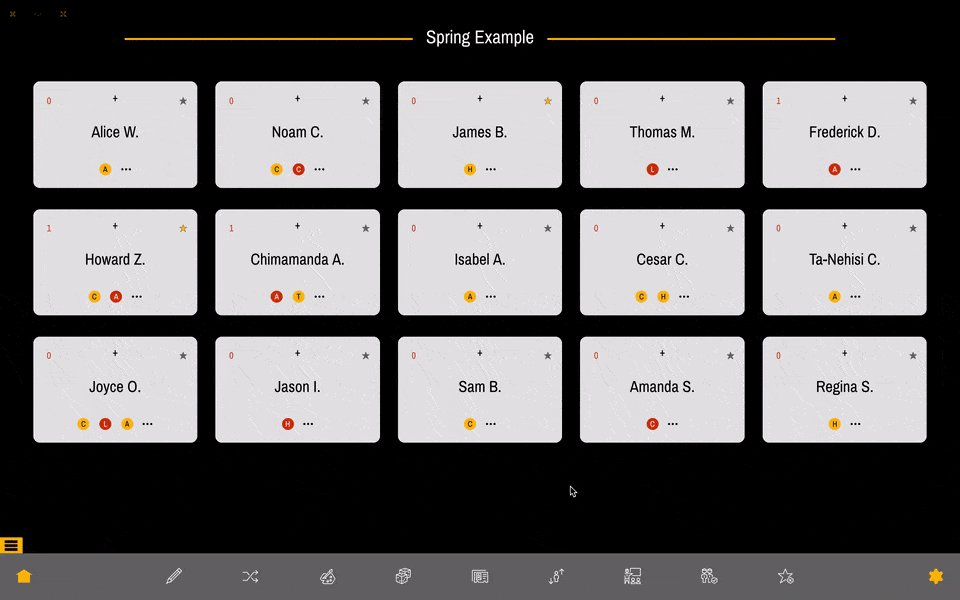 Spring Example
0 + ★ 0 + ★ 0 + ★ 0 + ★ 1 + ★
Alice W. Noam C. James B. Thomas M. Frederick D.
A ••• C C ••• H ••• L ••• A •••
1 + ★ 1 + ★ 0 + ★ 0 + ★ 0 + ★
Howard Z. Chimamanda A. Isabel A. Cesar C. Ta-Nehisi C.
C A ••• A T ••• A ••• C H ••• A •••
0 + ★ 0 + ★ 0 + ★ 0 + ★ 0 + ★
Joyce O. Jason I. Sam B. Amanda S. Regina S.
C L A ••• H ••• C ••• C ••• H •••